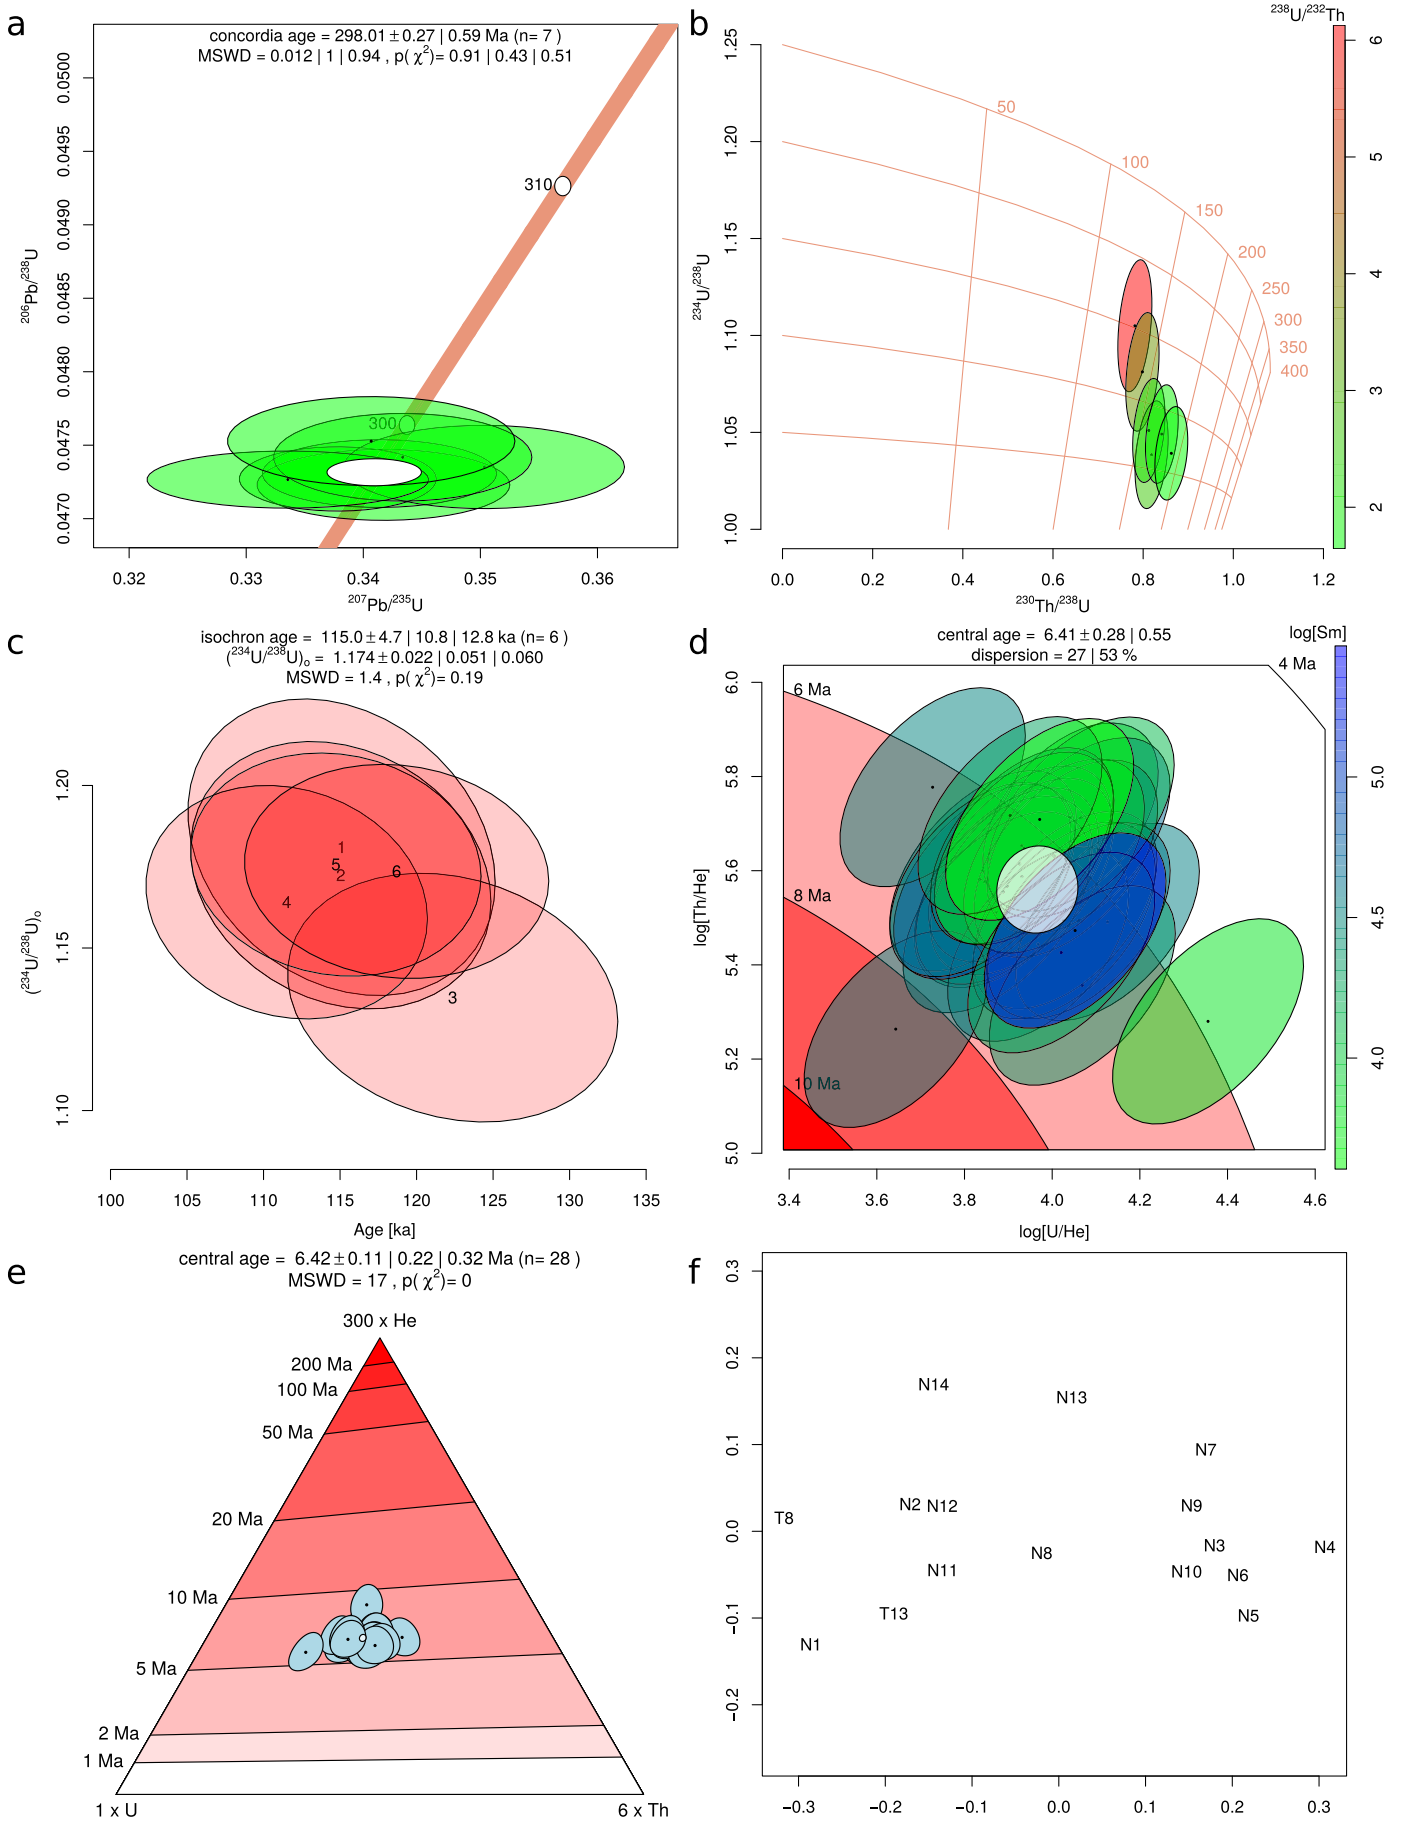 a
concordia age = 298.01 ± 0.27 | 0.59 Ma (n= 7 )
MSWD = 0.012 | 1 | 0.94 , p( χ²)= 0.91 | 0.43 | 0.51
0.0500
0.0495
0.0490
0.0485
0.0480
0.0475
0.0470
²⁰⁶Pb/²³⁸U
310
300
0.32
0.33
0.34
0.35
0.36
²⁰⁷Pb/²³⁵U
b
²³⁸U/²³²Th
1.25
1.20
1.15
1.10
1.05
1.00
²³⁴U/²³⁸U
50
100
150
200
250
300
350
400
6
5
4
3
2
0.0
0.2
0.4
0.6
0.8
1.0
1.2
²³⁰Th/²³⁸U
c
isochron age = 115.0 ± 4.7 | 10.8 | 12.8 ka (n= 6 )
(²³⁴U/²³⁸U)ₒ = 1.174 ± 0.022 | 0.051 | 0.060
MSWD = 1.4 , p( χ²)= 0.19
1.20
1.15
1.10
(²³⁴U/²³⁸U)ₒ
1
5
2
6
4
3
100
105
110
115
120
125
130
135
Age [ka]
d
central age = 6.41 ± 0.28 | 0.55
dispersion = 27 | 53 %
log[Sm]
4 Ma
6 Ma
8 Ma
10 Ma
6.0
5.8
5.6
5.4
5.2
5.0
log[Th/He]
5.0
4.5
4.0
3.4
3.6
3.8
4.0
4.2
4.4
4.6
log[U/He]
e
central age = 6.42 ± 0.11 | 0.22 | 0.32 Ma (n= 28 )
MSWD = 17 , p( χ²)= 0
300 x He
200 Ma
100 Ma
50 Ma
20 Ma
10 Ma
5 Ma
2 Ma
1 Ma
1 x U
6 x Th
f
0.3
0.2
0.1
0.0
−0.1
−0.2
N14
N13
N7
N2
N12
N9
T8
N3
N4
N8
N11
N10
N6
T13
N5
N1
−0.3
−0.2
−0.1
0.0
0.1
0.2
0.3